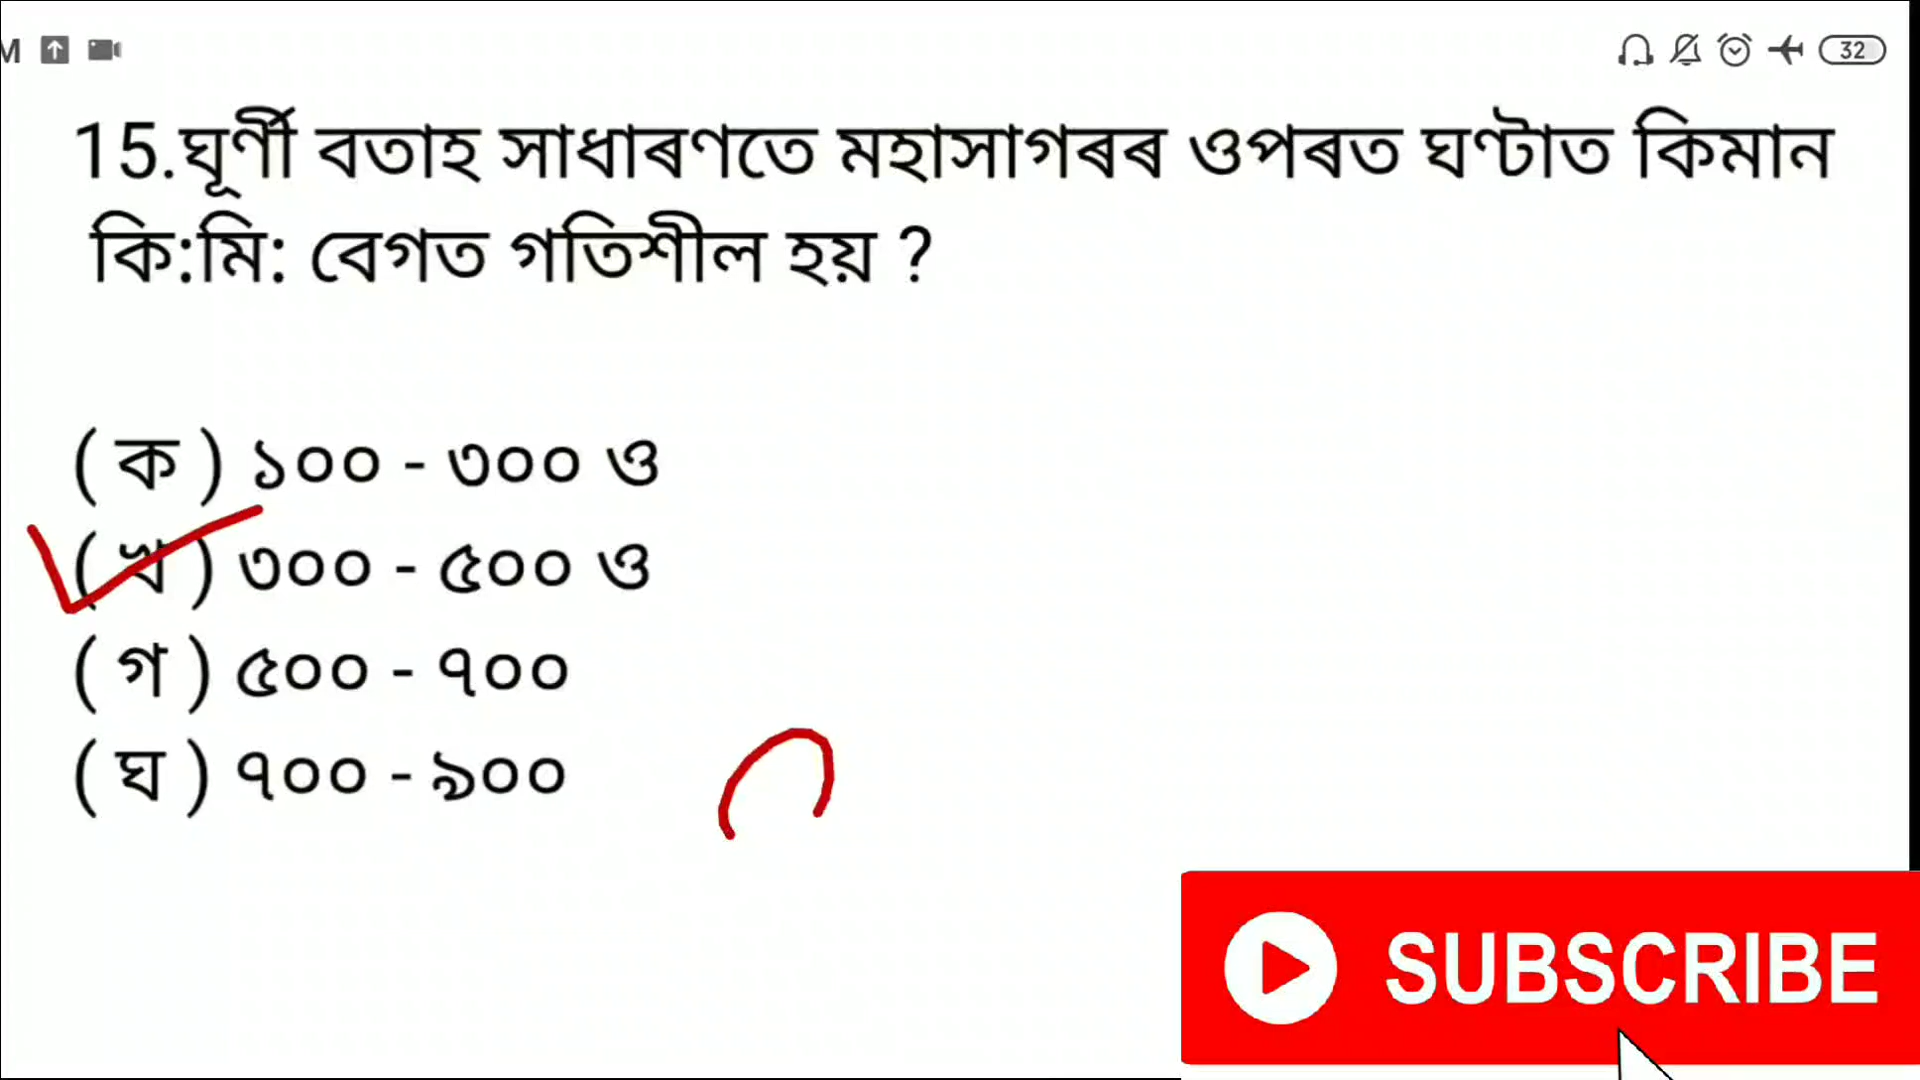 M
32
15.ঘূৰ্ণী বতাহ সাধাৰণতে মহাসাগৰৰ ওপৰত ঘণ্টাত কিমান
কি:মি: বেগত গতিশীল হয় ?
( ক ) ১০০ - ৩০০ ও
( খ ) ৩০০ - ৫০০ ও
( গ ) ৫০০ - ৭০০
( ঘ ) ৭০০ - ৯০০
SUBSCRIBE